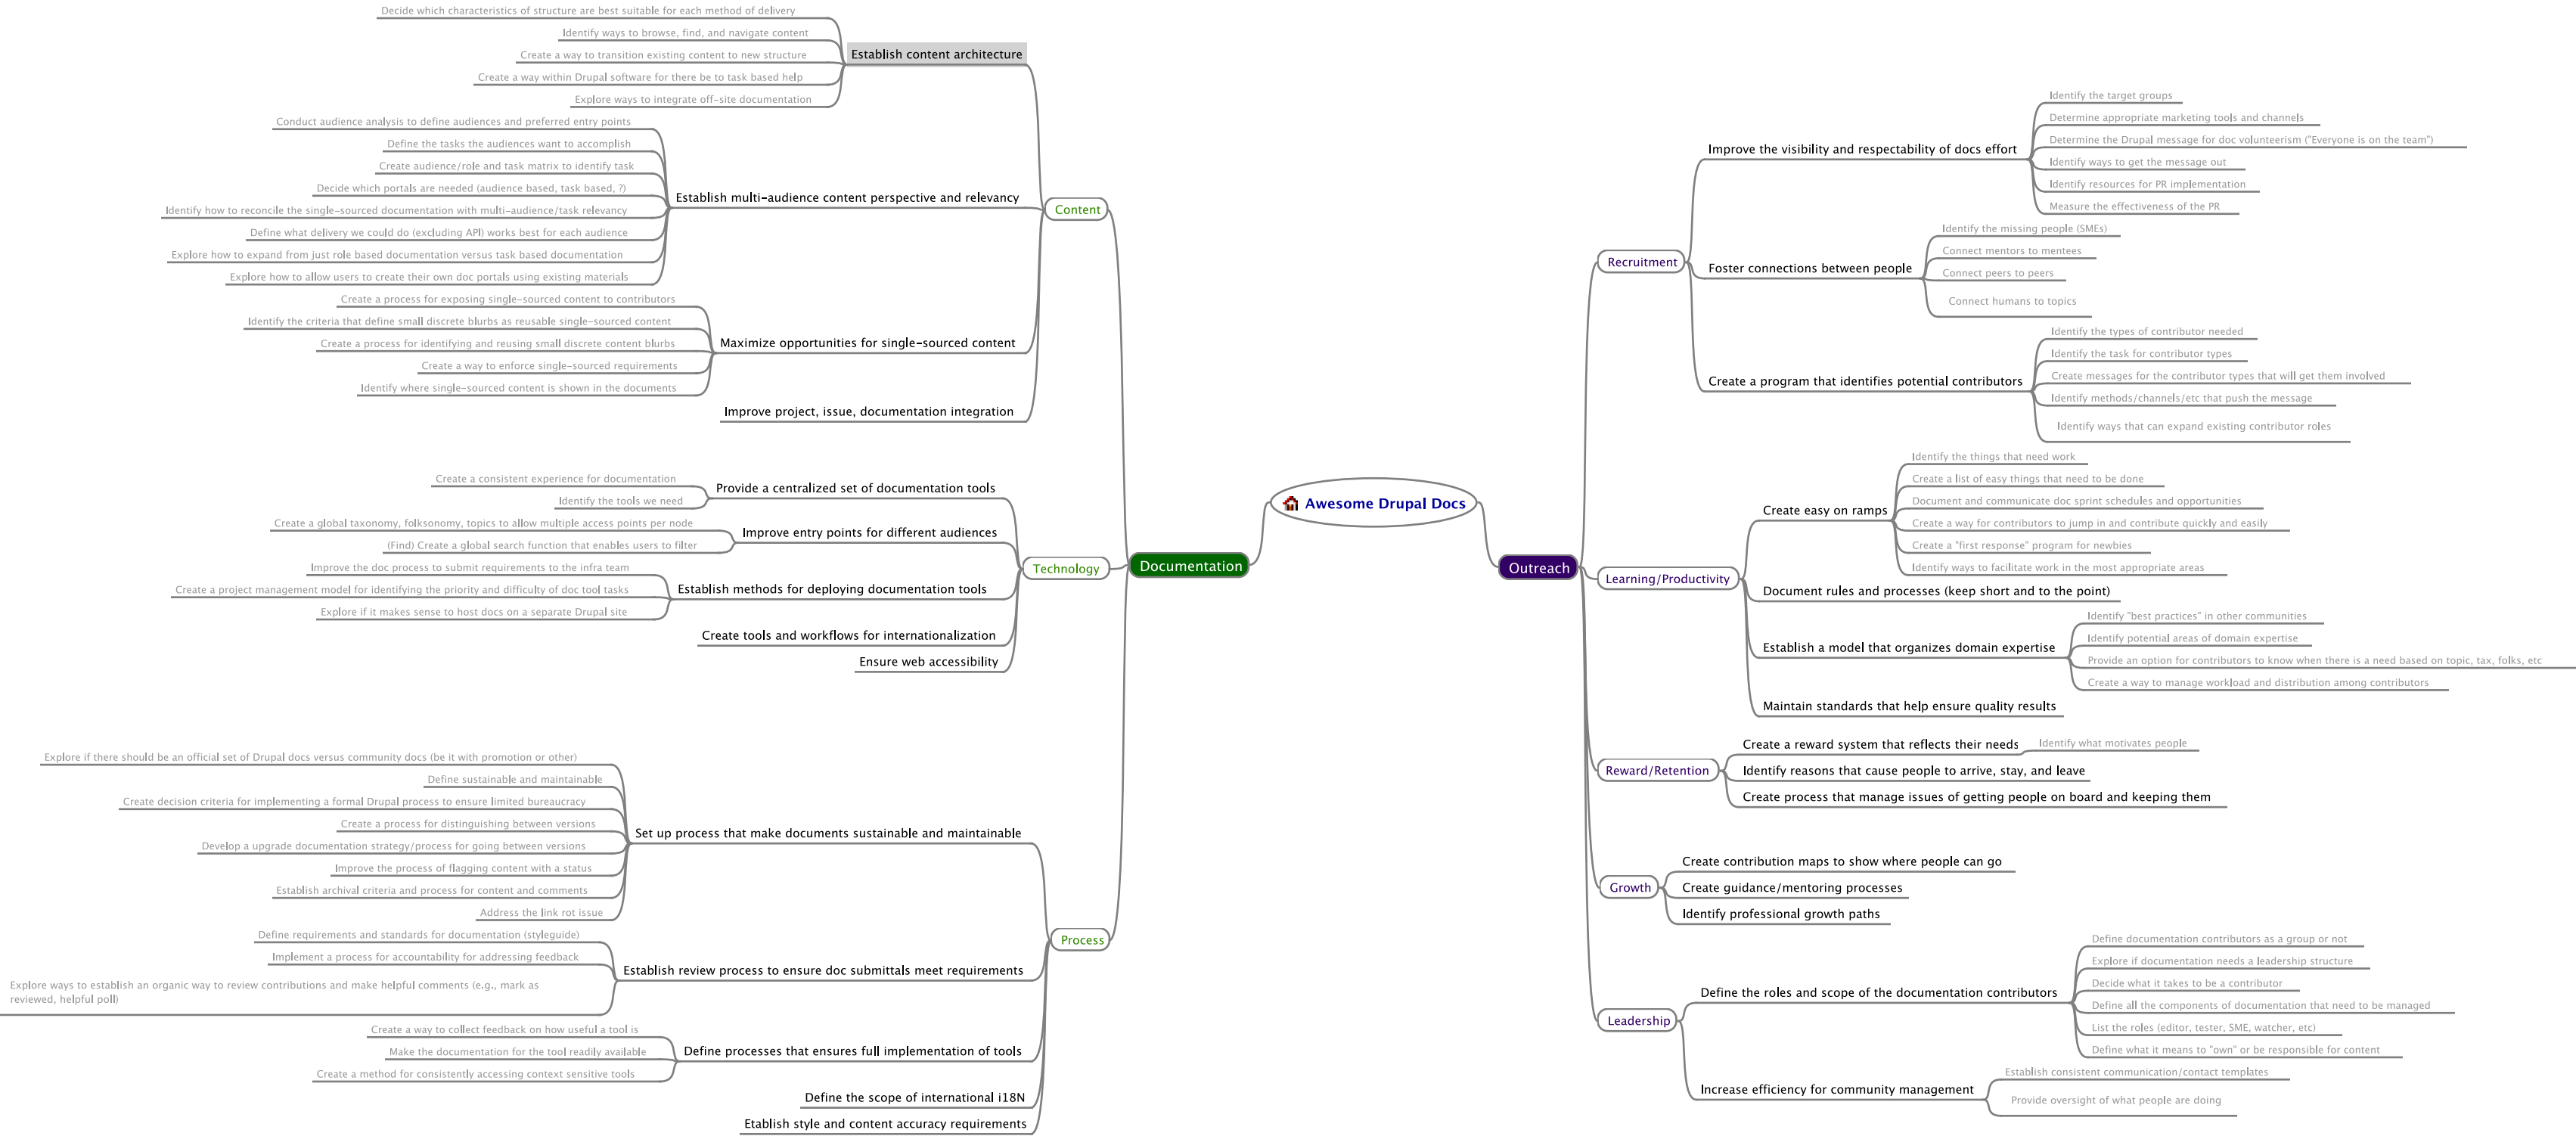 Awesome Drupal Docs
Documentation
Content
Establish content architecture
Decide which characteristics of structure are best suitable for each method of delivery
Identify ways to browse, find, and navigate content
Create a way to transition existing content to new structure
Create a way within Drupal software for there be to task based help
Explore ways to integrate off-site documentation
Establish multi-audience content perspective and relevancy
Conduct audience analysis to define audiences and preferred entry points
Define the tasks the audiences want to accomplish
Create audience/role and task matrix to identify task
Decide which portals are needed (audience based, task based, ?)
Identify how to reconcile the single-sourced documentation with multi-audience/task relevancy
Define what delivery we could do (excluding API) works best for each audience
Explore how to expand from just role based documentation versus task based documentation
Explore how to allow users to create their own doc portals using existing materials
Maximize opportunities for single-sourced content
Create a process for exposing single-sourced content to contributors
Identify the criteria that define small discrete blurbs as reusable single-sourced content
Create a process for identifying and reusing small discrete content blurbs
Create a way to enforce single-sourced requirements
Identify where single-sourced content is shown in the documents
Improve project, issue, documentation integration
Technology
Provide a centralized set of documentation tools
Create a consistent experience for documentation
Identify the tools we need
Improve entry points for different audiences
Create a global taxonomy, folksonomy, topics to allow multiple access points per node
(Find) Create a global search function that enables users to filter
Establish methods for deploying documentation tools
Improve the doc process to submit requirements to the infra team
Create a project management model for identifying the priority and difficulty of doc tool tasks
Explore if it makes sense to host docs on a separate Drupal site
Create tools and workflows for internationalization
Ensure web accessibility
Process
Set up process that make documents sustainable and maintainable
Explore if there should be an official set of Drupal docs versus community docs (be it with promotion or other)
Define sustainable and maintainable
Create decision criteria for implementing a formal Drupal process to ensure limited bureaucracy
Create a process for distinguishing between versions
Develop a upgrade documentation strategy/process for going between versions
Improve the process of flagging content with a status
Establish archival criteria and process for content and comments
Address the link rot issue
Establish review process to ensure doc submittals meet requirements
Define requirements and standards for documentation (styleguide)
Implement a process for accountability for addressing feedback
Explore ways to establish an organic way to review contributions and make helpful comments (e.g., mark as
reviewed, helpful poll)
Define processes that ensures full implementation of tools
Create a way to collect feedback on how useful a tool is
Make the documentation for the tool readily available
Create a method for consistently accessing context sensitive tools
Define the scope of international i18N
Etablish style and content accuracy requirements
Outreach
Recruitment
Improve the visibility and respectability of docs effort
Identify the target groups
Determine appropriate marketing tools and channels
Determine the Drupal message for doc volunteerism ("Everyone is on the team")
Identify ways to get the message out
Identify resources for PR implementation
Measure the effectiveness of the PR
Foster connections between people
Identify the missing people (SMEs)
Connect mentors to mentees
Connect peers to peers
Connect humans to topics
Create a program that identifies potential contributors
Identify the types of contributor needed
Identify the task for contributor types
Create messages for the contributor types that will get them involved
Identify methods/channels/etc that push the message
Identify ways that can expand existing contributor roles
Learning/Productivity
Create easy on ramps
Identify the things that need work
Create a list of easy things that need to be done
Document and communicate doc sprint schedules and opportunities
Create a way for contributors to jump in and contribute quickly and easily
Create a "first response" program for newbies
Identify ways to facilitate work in the most appropriate areas
Document rules and processes (keep short and to the point)
Establish a model that organizes domain expertise
Identify "best practices" in other communities
Identify potential areas of domain expertise
Provide an option for contributors to know when there is a need based on topic, tax, folks, etc
Create a way to manage workload and distribution among contributors
Maintain standards that help ensure quality results
Reward/Retention
Create a reward system that reflects their needs
Identify what motivates people
Identify reasons that cause people to arrive, stay, and leave
Create process that manage issues of getting people on board and keeping them
Growth
Create contribution maps to show where people can go
Create guidance/mentoring processes
Identify professional growth paths
Leadership
Define the roles and scope of the documentation contributors
Define documentation contributors as a group or not
Explore if documentation needs a leadership structure
Decide what it takes to be a contributor
Define all the components of documentation that need to be managed
List the roles (editor, tester, SME, watcher, etc)
Define what it means to "own" or be responsible for content
Increase efficiency for community management
Establish consistent communication/contact templates
Provide oversight of what people are doing